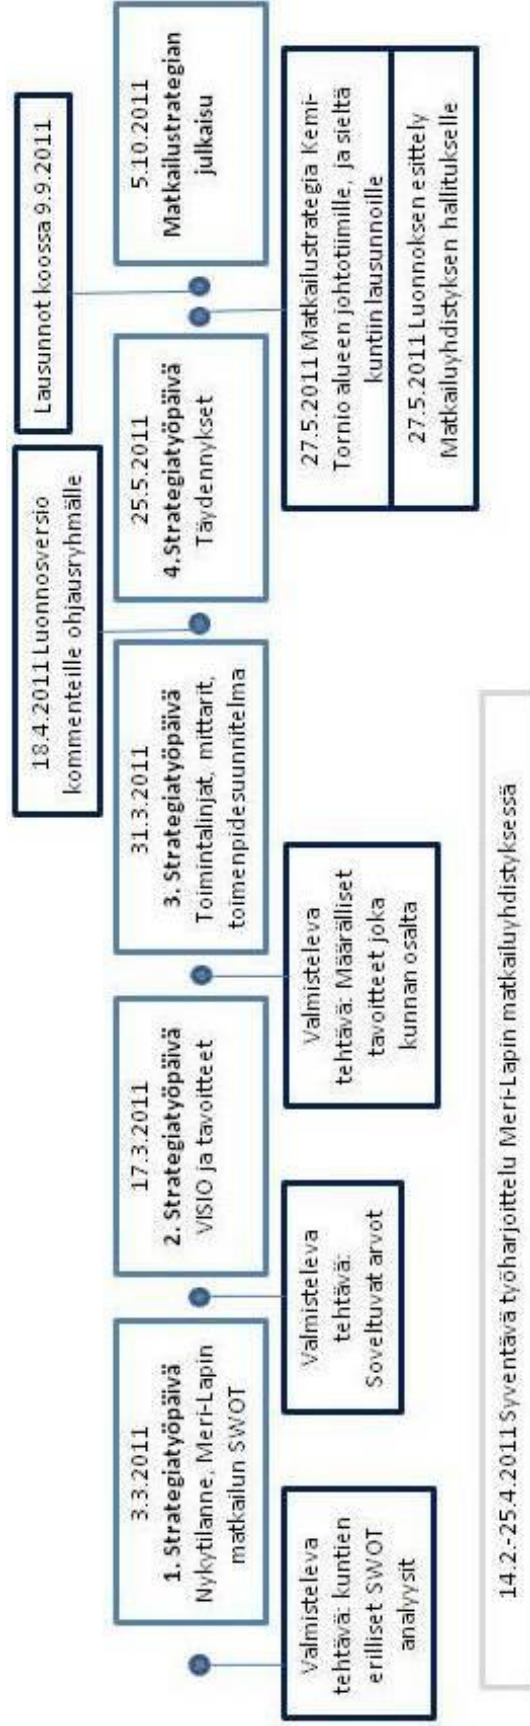 18.4.2011 Luonnosversio
kommenteille ohjausryhmälle
Lausunnot koossa 9.9.2011
3.3.2011
1. Strategiatyöpäivä
Nykytilanne, Meri-Lapin
matkailun SWOT
17.3.2011
2. Strategiatyöpäivä
VISIO ja tavoitteet
31.3.2011
3. Strategiatyöpäivä
Toimintalinjat, mittarit,
toimenpidesuunnitelma
25.5.2011
4.Strategiatyöpäivä
Täydennykset
5.10.2011
Matkailustrategian
julkaisu
Valmisteleva
tehtävä: kuntien
erilliset SWOT
analyysit
Valmisteleva
tehtävä:
Soveltuvat arvot
Valmisteleva
tehtävä: Määrälliset
tavoitteet joka
kunnan osalta
27.5.2011 Matkailustrategia Kemi-
Tornio alueen johtotiimille, ja sieltä
kuntiin lausunnoille
27.5.2011 Luonnoksen esittely
Matkailuyhdistyksen hallitukselle
14.2.-25.4.2011 Syventävä työharjoittelu Meri-Lapin matkailuyhdistyksessä